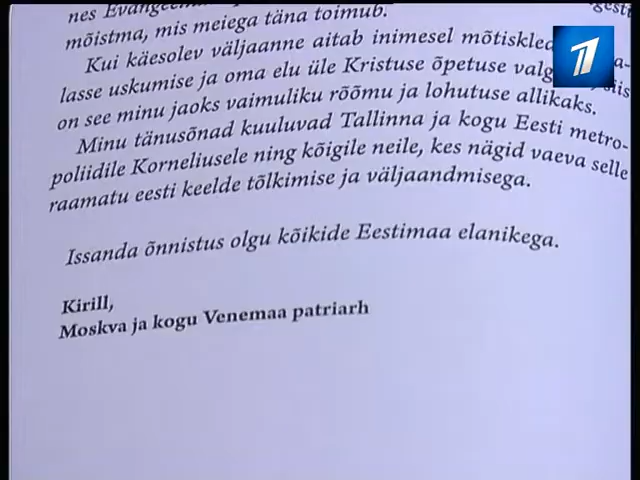 nes
mõistma, mis meiega täna toimub.
Kui käesolev väljaanne aitab inimesel
lasse uskumise ja oma elu üle Kristuse õpetuse
on see minu jaoks vaimuliku rõõmu ja lohutuse allikaks.
Minu tänusõnad kuuluvad Tallinna ja kogu Eesti metro-
poliidile Korneliusele ning kõigile neile, kes nägid vaeva selle
raamatu eesti keelde tõlkimise ja väljaandmisega.
Issanda õnnistus olgu kõikide Eestimaa elanikega.
Kirill,
Moskva ja kogu Venemaa patriarh
1